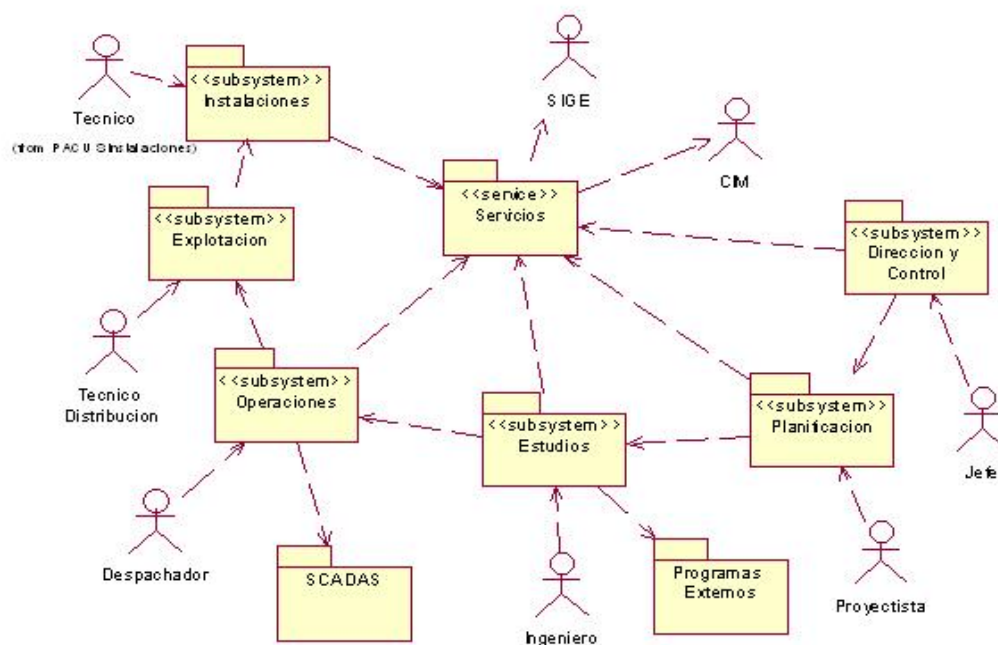 <<subsystem>>
Instalaciones
Tecnico
(from PACU SInstalaciones)
SIGE
CIM
<<service>>
Servicios
<<subsystem>>
Explotacion
<<subsystem>>
Direccion y
Control
Tecnico
Distribucion
<<subsystem>>
Operaciones
<<subsystem>>
Estudios
<<subsystem>>
Planificacion
Jefe
Despachador
SCADAS
Ingeniero
Programas
Externos
Proyectista